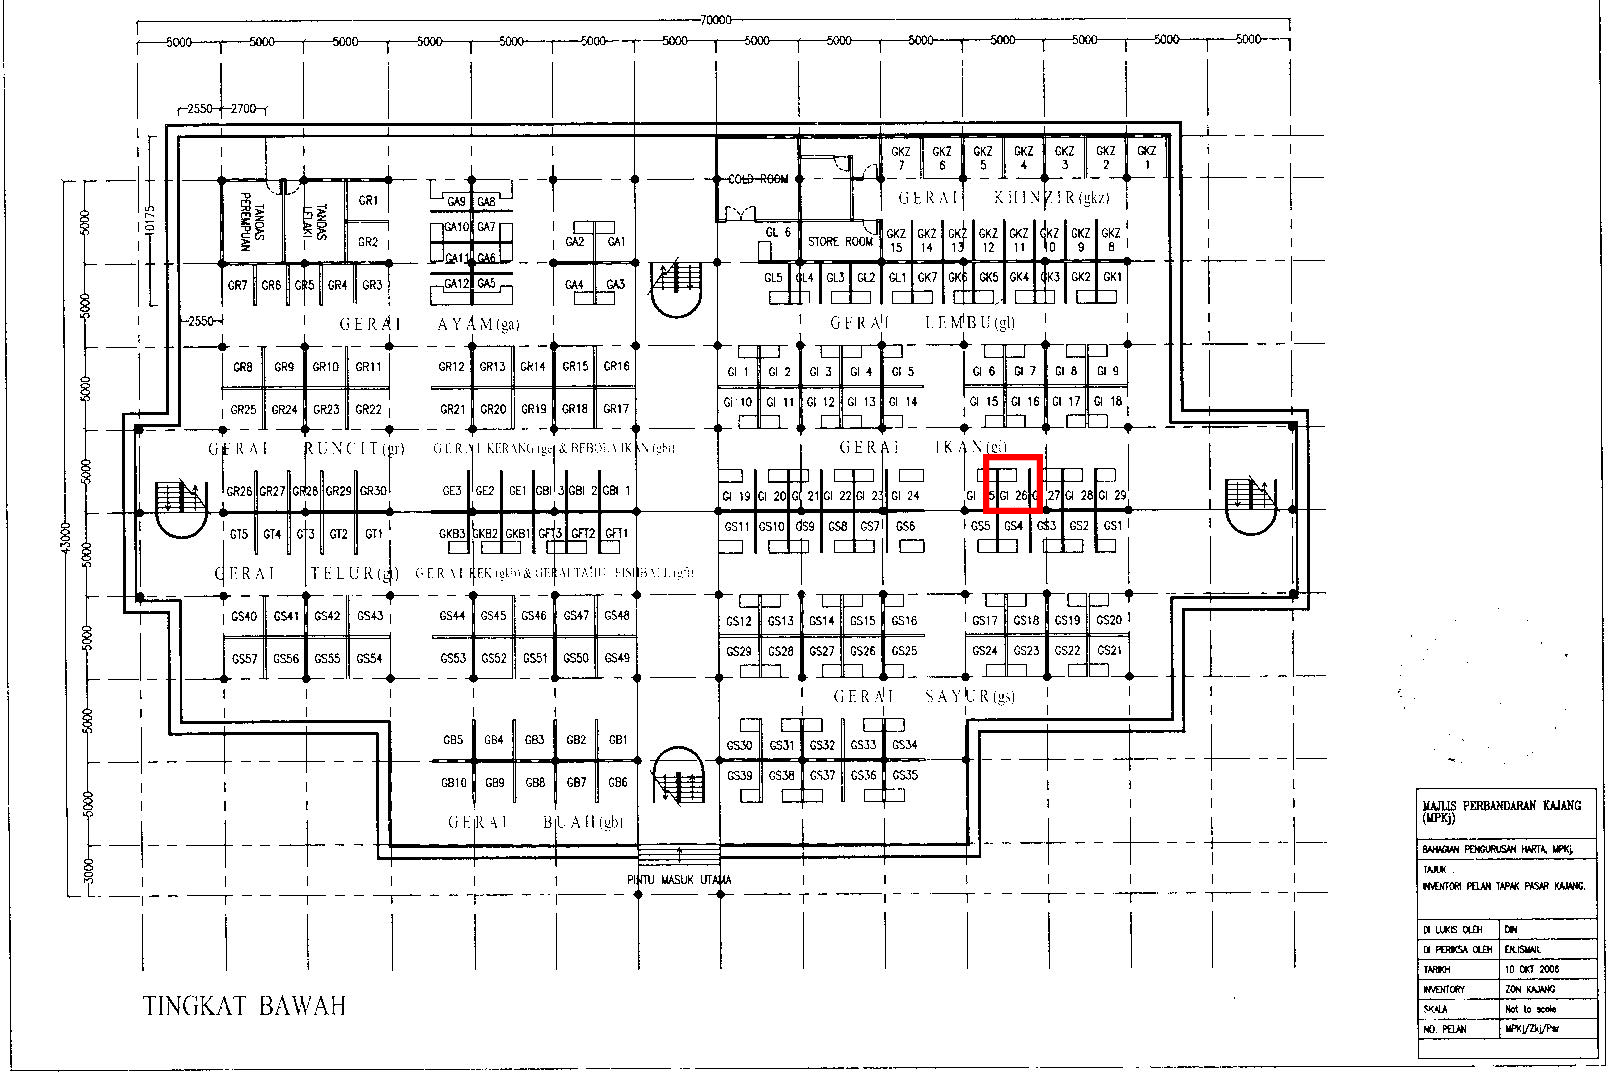 70000
5000 5000 5000 5000 5000 5000 5000 5000 5000 5000 5000 5000 5000 5000
2550 2700
GKZ 7 GKZ 6 GKZ 5 GKZ 4 GKZ 3 GKZ 2 GKZ 1
COLD ROOM
GERAI KHINZIR(gkz)
TANDAS PEREMPUAN
TANDAS LELAKI
GR1 GA9 GA8
GR2 GA10 GA7 GA2 GA1
GL 6 STORE ROOM
GKZ 15 GKZ 14 GKZ 13 GKZ 12 GKZ 11 GKZ 10 GKZ 9 GKZ 8
GA11 GA6
GR7 GR6 GR5 GR4 GR3 GA12 GA5 GA4 GA3 GL5 GL4 GL3 GL2 GL1 GK7 GK6 GK5 GK4 GK3 GK2 GK1
10175
2550
GERAI AYAM(ga) GERAI LEMBU(gl)
GR8 GR9 GR10 GR11 GR12 GR13 GR14 GR15 GR16 GI 1 GI 2 GI 3 GI 4 GI 5 GI 6 GI 7 GI 8 GI 9
GR25 GR24 GR23 GR22 GR21 GR20 GR19 GR18 GR17 GI 10 GI 11 GI 12 GI 13 GI 14 GI 15 GI 16 GI 17 GI 18
GERAI RUNCIT(gr) GERAI KERANG(ge) & BEBOLA IKAN(gbi) GERAI IKAN(gi)
GR26 GR27 GR28 GR29 GR30 GE3 GE2 GE1 GBI 3 GBI 2 GBI 1 GI 19 GI 20 GI 21 GI 22 GI 23 GI 24 GI 26 GI 27 GI 28 GI 29
GT5 GT4 GT3 GT2 GT1 GKB3 GKB2 GKB1 GFT3 GFT2 GFT1 GS11 GS10 GS9 GS8 GS7 GS6 GS5 GS4 GS3 GS2 GS1
GERAI TELUR(gt) GERAI & GERAI
GS40 GS41 GS42 GS43 GS44 GS45 GS46 GS47 GS48 GS12 GS13 GS14 GS15 GS16 GS17 GS18 GS19 GS20
GS57 GS56 GS55 GS54 GS53 GS52 GS51 GS50 GS49 GS29 GS28 GS27 GS26 GS25 GS24 GS23 GS22 GS21
GERAI SAYUR(gs)
GB5 GB4 GB3 GB2 GB1 GS30 GS31 GS32 GS33 GS34
GB10 GB9 GB8 GB7 GB6 GS39 GS38 GS37 GS36 GS35
GERAI BUAH(gb)
PINTU MASUK UTAMA
43000
5000
5000
5000
5000
5000
5000
5000
5000
3000
TINGKAT BAWAH
MAJLIS PERBANDARAN KAJANG
(MPKj)
BAHAGIAN PENGURUSAN HARTA, MPKj.
TAJUK .
INVENTORI PELAN TAPAK PASAR KAJANG.
DI LUKIS OLEH DIN
DI PERIKSA OLEH EN.ISMAIL
TARIKH 10 OKT 2006
INVENTORY ZON KAJANG
SKALA Not to scale
NO. PELAN MPKj/Zkj/Psr